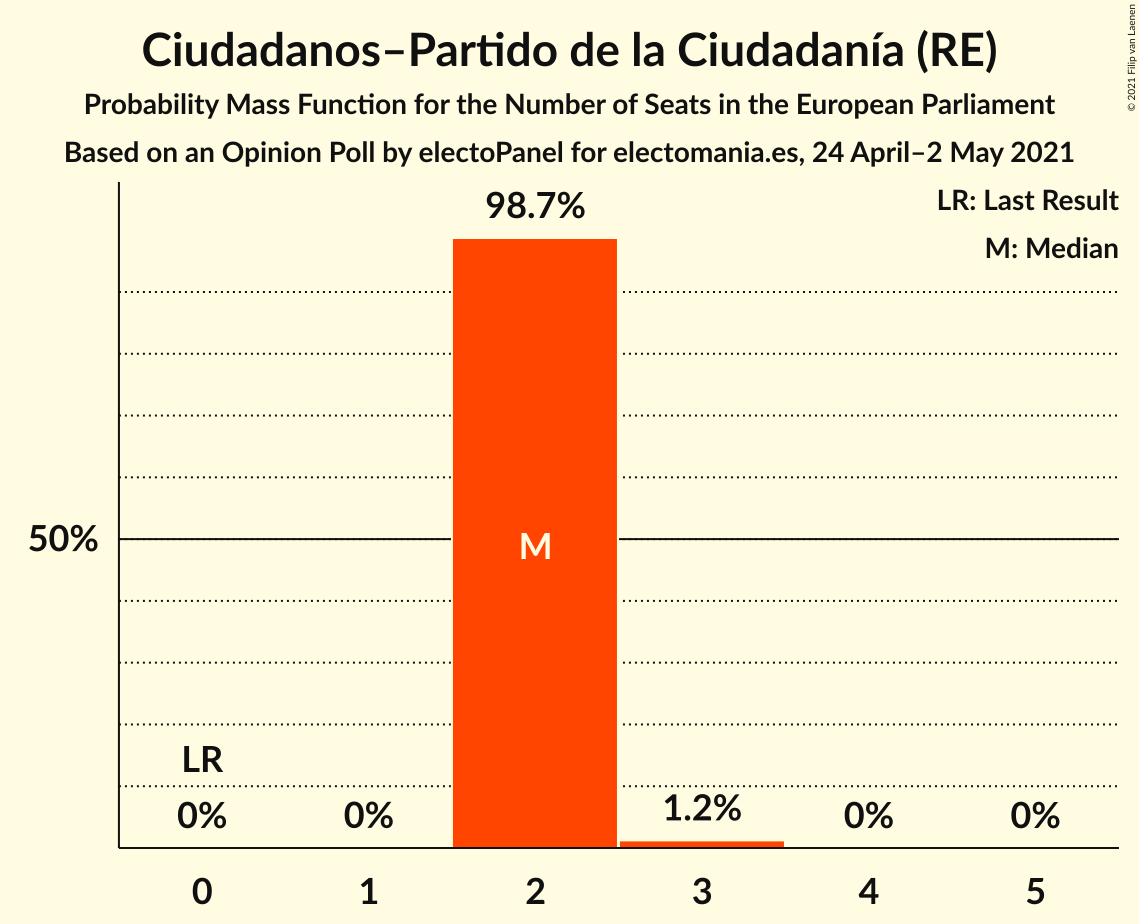 Ciudadanos–Partido de la Ciudadanía (RE)
Probability Mass Function for the Number of Seats in the European Parliament
Based on an Opinion Poll by electoPanel for electomania.es, 24 April–2 May 2021
© 2021 Filip van Laenen
LR: Last Result
M: Median
98.7%
50%
M
LR
0%
0%
1.2%
0%
0%
0
1
2
3
4
5